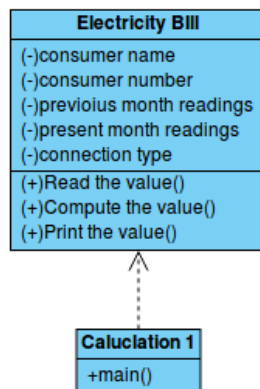 Electricity BIll
(-)consumer name
(-)consumer number
(-)previoius month readings
(-)present month readings
(-)connection type
(+)Read the value()
(+)Compute the value()
(+)Print the value()
Caluclation 1
+main()